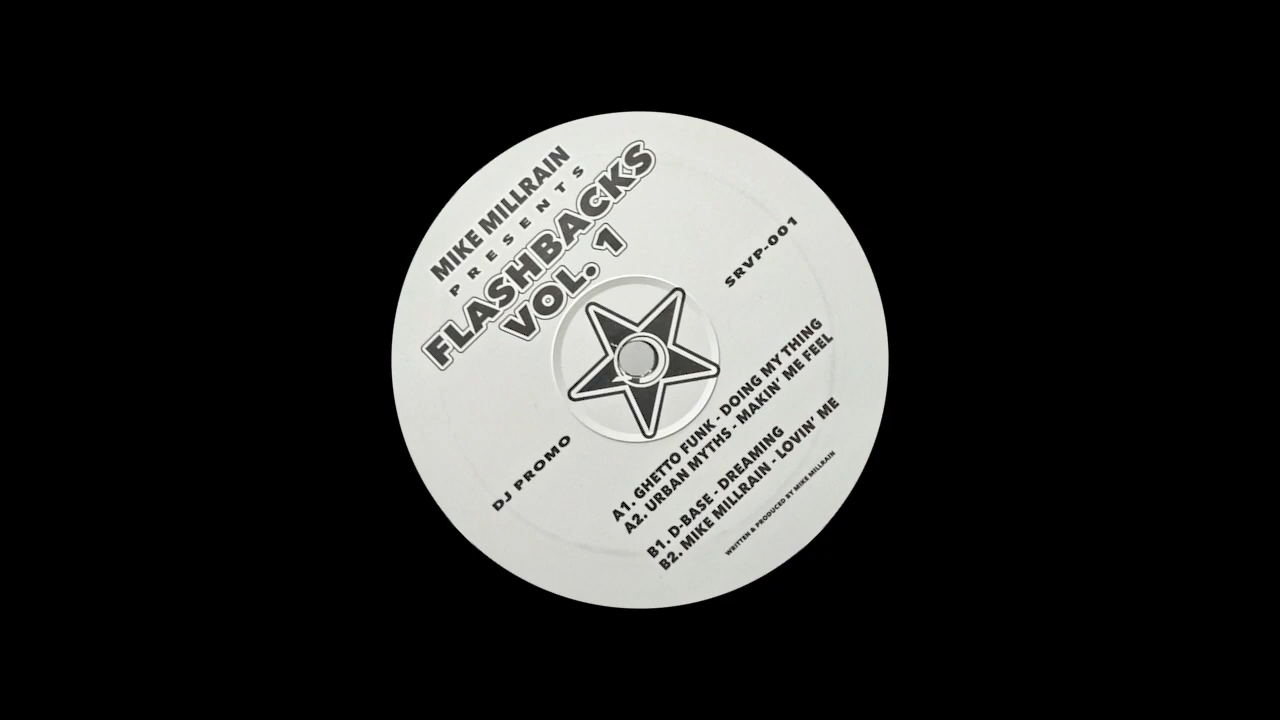 MIKE MILLRAIN
PRESENTS
FLASHBACKS
VOL. 1
SRVP-001
DJ PROMO
A1. GHETTO FUNK - DOING MY THING
A2. URBAN MYTHS - MAKIN' ME FEEL
B1. D-BASE - DREAMING
B2. MIKE MILLRAIN - LOVIN' ME
WRITTEN & PRODUCED BY MIKE MILLRAIN